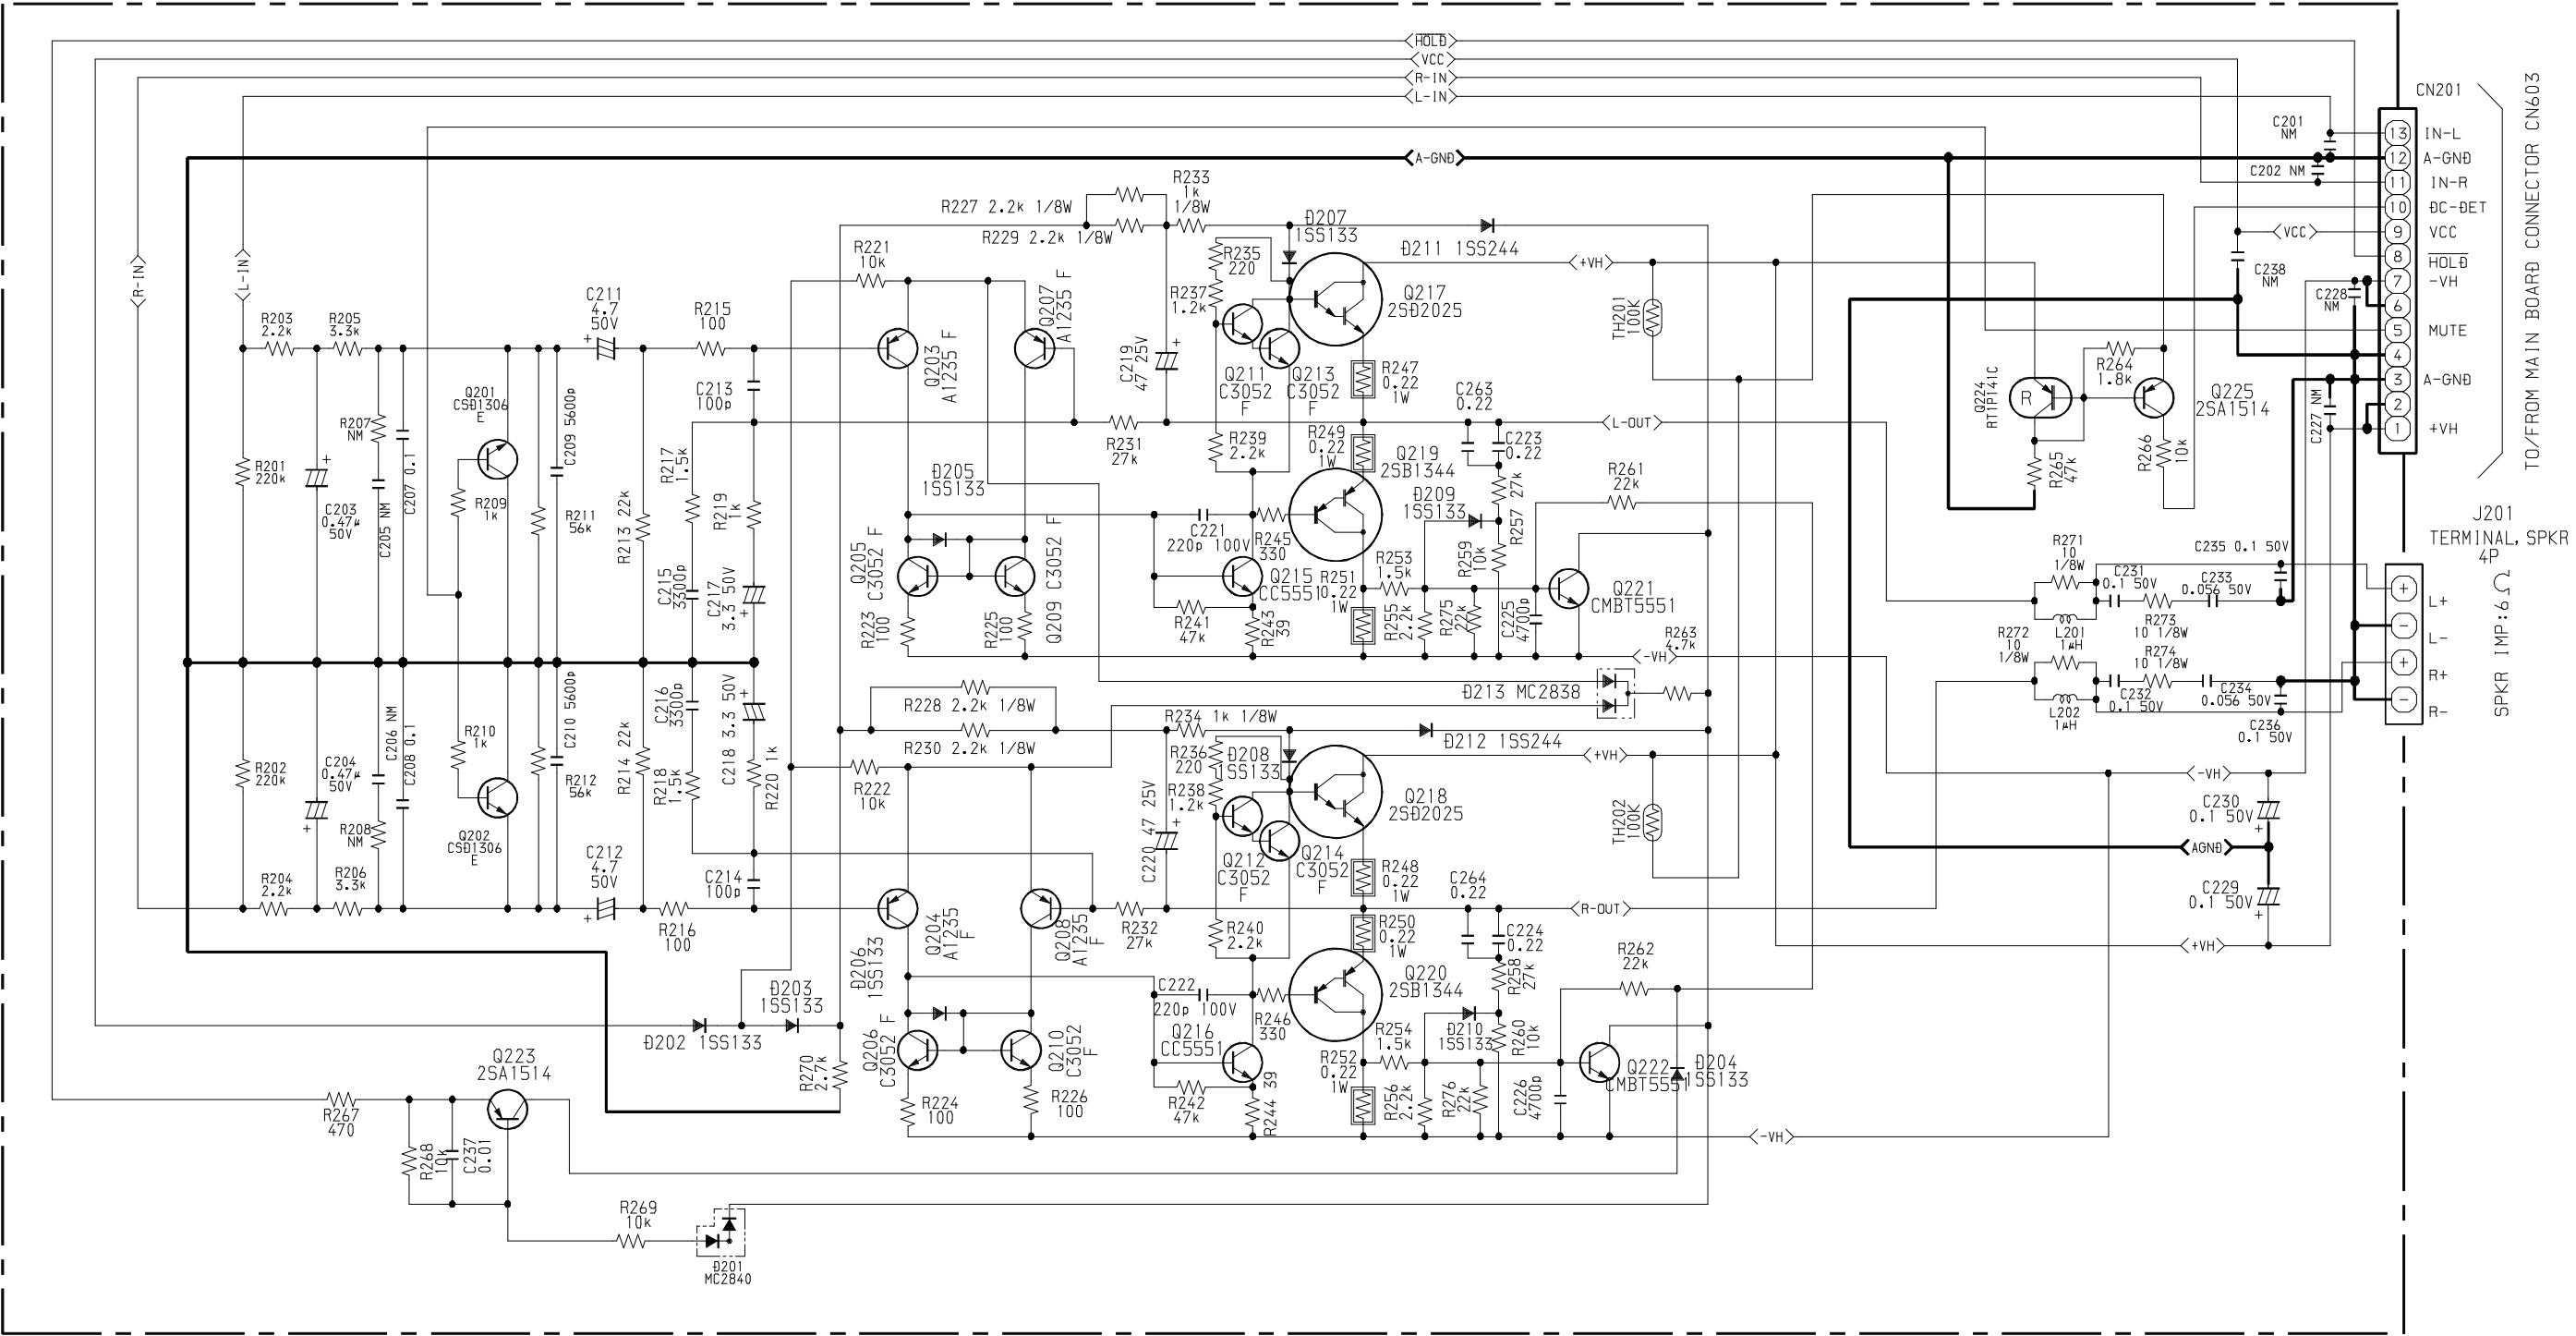 HOLD
VCC
R-IN
L-IN
A-GND
CN201
C201
NM
C202 NM
13 IN-L
12 A-GND
11 IN-R
10 DC-DET
9 VCC
8 HOLD
7 -VH
6
5 MUTE
4
3 A-GND
2
1 +VH
TO/FROM MAIN BOARD CONNECTOR CN603
VCC
C238
NM
C228
NM
C227 NM
R-IN
L-IN
R203
2.2k
R205
3.3k
C211
4.7
50V
R215
100
C213
100p
R201
220k
C203
0.47µ
50V
R207
NM
C205 NM
C207 0.1
Q201
CSD1306
E
R209
1k
R211
56k
C209 5600p
R213 22k
R217
1.5k
R219
1k
C215
3300p
C217
3.3 50V
R221
10k
Q203
A1235 F
Q207
A1235 F
R227 2.2k 1/8W
R229 2.2k 1/8W
R233
1k
1/8W
C219
47 25V
R231
27k
D205
1SS133
Q205
C3052 F
Q209 C3052 F
R223
100
R225
100
R235
220
R237
1.2k
D207
1SS133
Q211
C3052
F
Q213
C3052
F
R239
2.2k
C221
220p 100V
R245
330
Q215
CC5551
R241
47k
R243
39
D211 1SS244
Q217
2SD2025
R247
0.22
1W
R249
0.22
1W
Q219
2SB1344
R251
0.22
1W
C263
0.22
C223
0.22
L-OUT
+VH
TH201
100K
D209
1SS133
R257
27k
R259
10k
R253
1.5k
R255
2.2k
R275
22k
C225
4700p
R261
22k
Q221
CMBT5551
R263
4.7k
-VH
D213 MC2838
Q224
RT1P141C
R
R264
1.8k
Q225
2SA1514
R265
47k
R266
10k
J201
TERMINAL, SPKR
4P
R271
10
1/8W
L201
1µH
C231
0.1 50V
R273
10 1/8W
C233
0.056 50V
C235 0.1 50V
R272
10
1/8W
L202
1µH
C232
0.1 50V
R274
10 1/8W
C234
0.056 50V
C236
0.1 50V
+ L+
- L-
+ R+
- R-
SPKR IMP:6Ω
R202
220k
C204
0.47µ
50V
R208
NM
C206 NM
C208 0.1
R210
1k
Q202
CSD1306
E
R212
56k
C210 5600p
R214 22k
C216
3300p
R218
1.5k
C218 3.3 50V
R220 1k
R204
2.2k
R206
3.3k
C212
4.7
50V
R216
100
C214
100p
R228 2.2k 1/8W
R230 2.2k 1/8W
R222
10k
Q204
A1235
F
Q208
A1235
F
R232
27k
C220 47 25V
R234 1k 1/8W
R236
220
R238
1.2k
D208
1SS133
Q212
C3052
F
Q214
C3052
F
R240
2.2k
D212 1SS244
Q218
2SD2025
R248
0.22
1W
R250
0.22
1W
Q220
2SB1344
R252
0.22
1W
+VH
TH202
100K
C264
0.22
C224
0.22
R-OUT
R258
27k
D210
1SS133
R260
10k
R254
1.5k
R256
2.2k
R276
22k
C226
4700p
R262
22k
Q222
CMBT5551
D204
1SS133
-VH
-VH
C230
0.1 50V
AGND
C229
0.1 50V
+VH
D206
1SS133
Q206
C3052 F
Q210
C3052
F
R224
100
R226
100
C222
220p 100V
R246
330
Q216
CC5551
R242
47k
R244 39
D203
1SS133
D202 1SS133
R270
2.7k
Q223
2SA1514
R267
470
R268
10k
C237
0.01
R269
10k
D201
MC2840